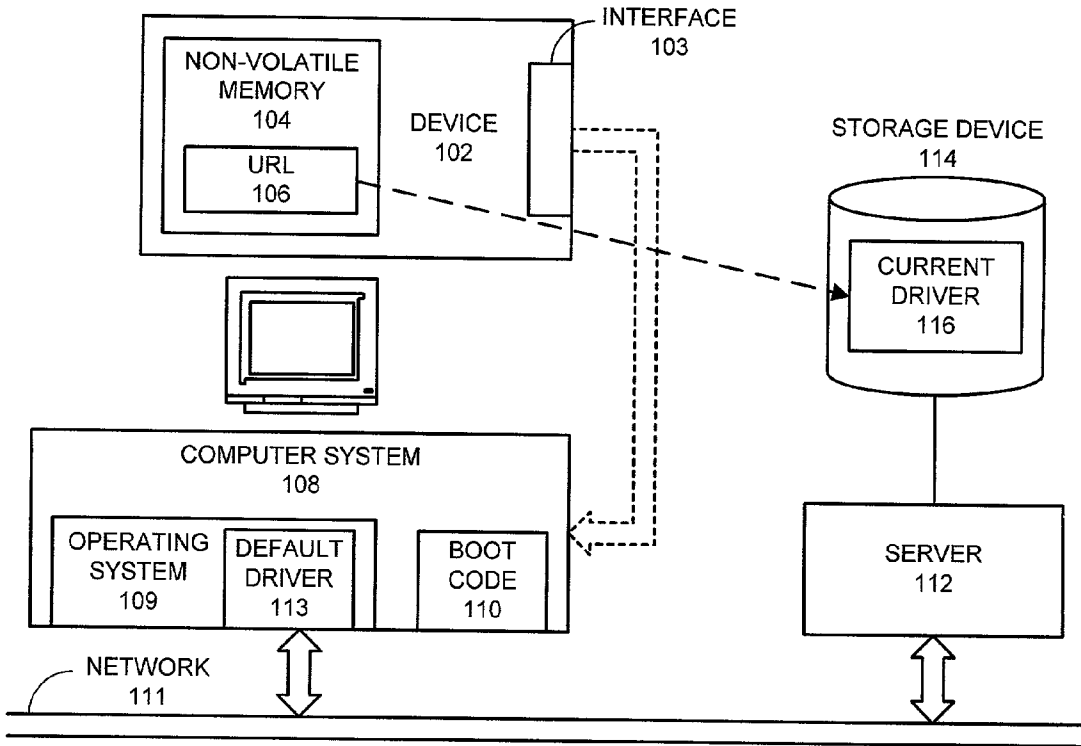 INTERFACE
103
NON-VOLATILE
MEMORY
104
URL
106
DEVICE
102
STORAGE DEVICE
114
CURRENT
DRIVER
116
COMPUTER SYSTEM
108
OPERATING
SYSTEM
109
DEFAULT
DRIVER
113
BOOT
CODE
110
SERVER
112
NETWORK
111